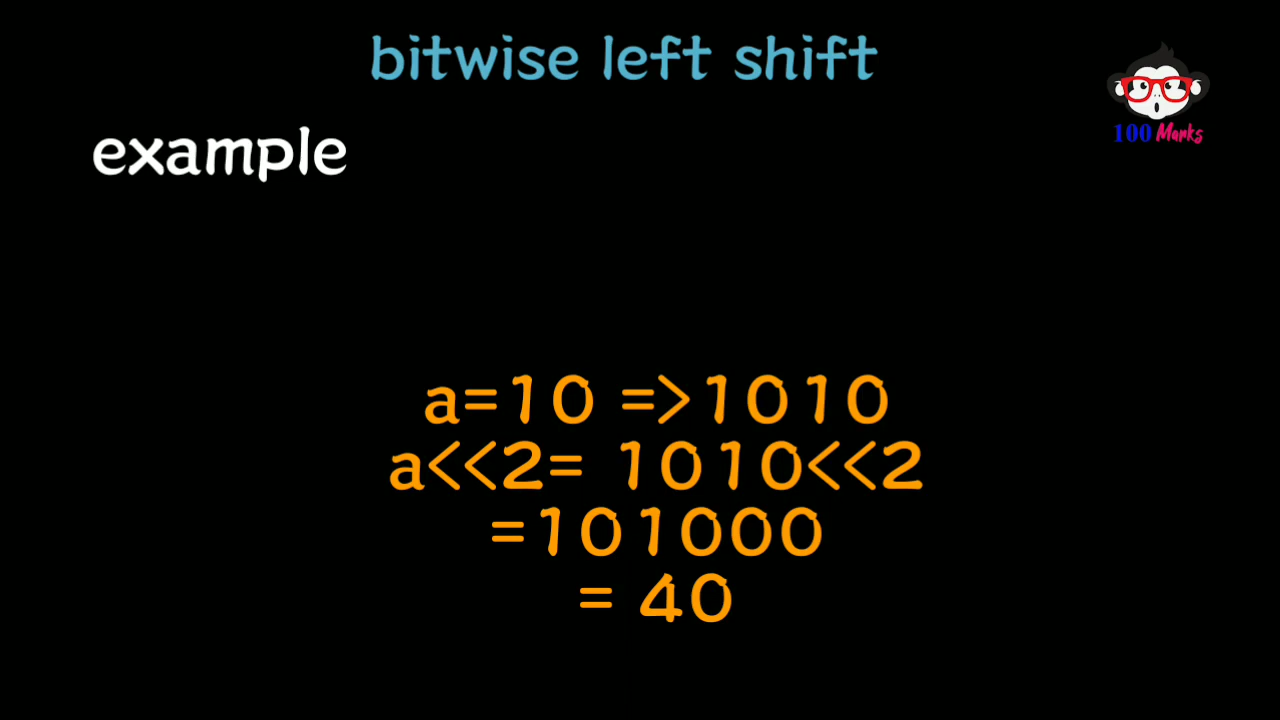 bitwise left shift
100 Marks
example
a=10 =>1010
a<<2= 1010<<2
=101000
= 40